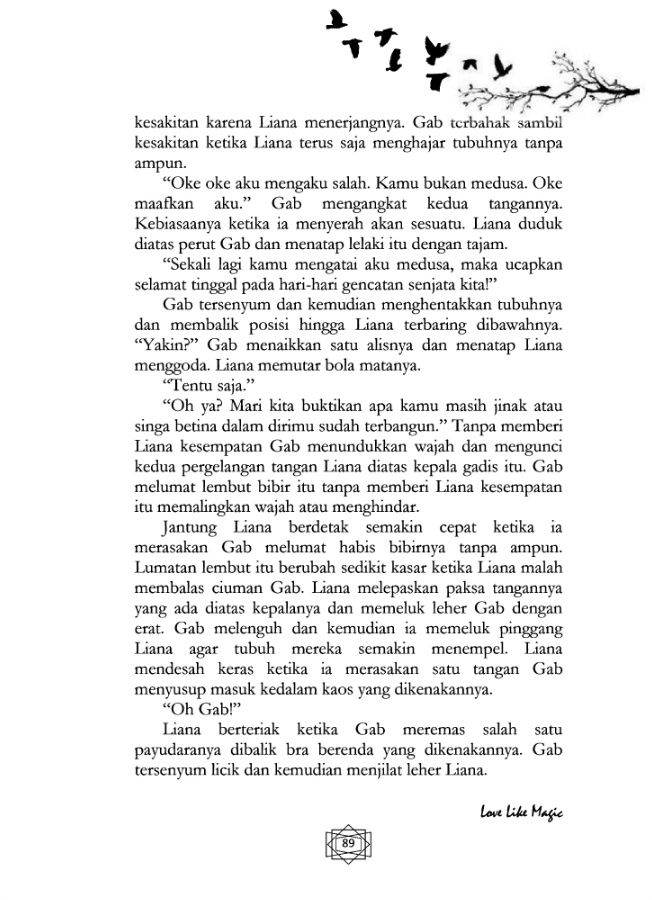 kesakitan karena Liana menerjangnya. Gab terbahak sambil
kesakitan ketika Liana terus saja menghajar tubuhnya tanpa
ampun.
“Oke oke aku mengaku salah. Kamu bukan medusa. Oke
maafkan aku.” Gab mengangkat kedua tangannya.
Kebiasaanya ketika ia menyerah akan sesuatu. Liana duduk
diatas perut Gab dan menatap lelaki itu dengan tajam.
“Sekali lagi kamu mengatai aku medusa, maka ucapkan
selamat tinggal pada hari-hari gencatan senjata kita!”
Gab tersenyum dan kemudian menghentakkan tubuhnya
dan membalik posisi hingga Liana terbaring dibawahnya.
“Yakin?” Gab menaikkan satu alisnya dan menatap Liana
menggoda. Liana memutar bola matanya.
“Tentu saja.”
“Oh ya? Mari kita buktikan apa kamu masih jinak atau
singa betina dalam dirimu sudah terbangun.” Tanpa memberi
Liana kesempatan Gab menundukkan wajah dan mengunci
kedua pergelangan tangan Liana diatas kepala gadis itu. Gab
melumat lembut bibir itu tanpa memberi Liana kesempatan
itu memalingkan wajah atau menghindar.
Jantung Liana berdetak semakin cepat ketika ia
merasakan Gab melumat habis bibirnya tanpa ampun.
Lumatan lembut itu berubah sedikit kasar ketika Liana malah
membalas ciuman Gab. Liana melepaskan paksa tangannya
yang ada diatas kepalanya dan memeluk leher Gab dengan
erat. Gab melenguh dan kemudian ia memeluk pinggang
Liana agar tubuh mereka semakin menempel. Liana
mendesah keras ketika ia merasakan satu tangan Gab
menyusup masuk kedalam kaos yang dikenakannya.
“Oh Gab!”
Liana berteriak ketika Gab meremas salah satu
payudaranya dibalik bra berenda yang dikenakannya. Gab
tersenyum licik dan kemudian menjilat leher Liana.
Love Like Magic
89